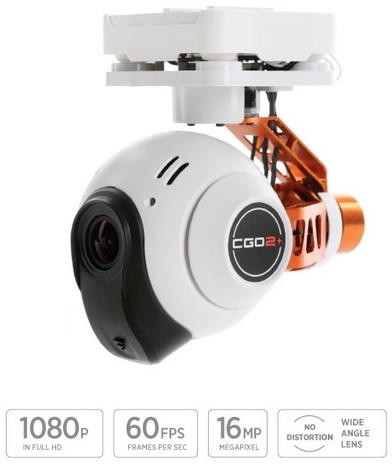 CGO2+
1080P
IN FULL HD
60FPS
FRAMES PER SEC
16MP
MEGAPIXEL
NO
DISTORTION
WIDE
ANGLE
LENS